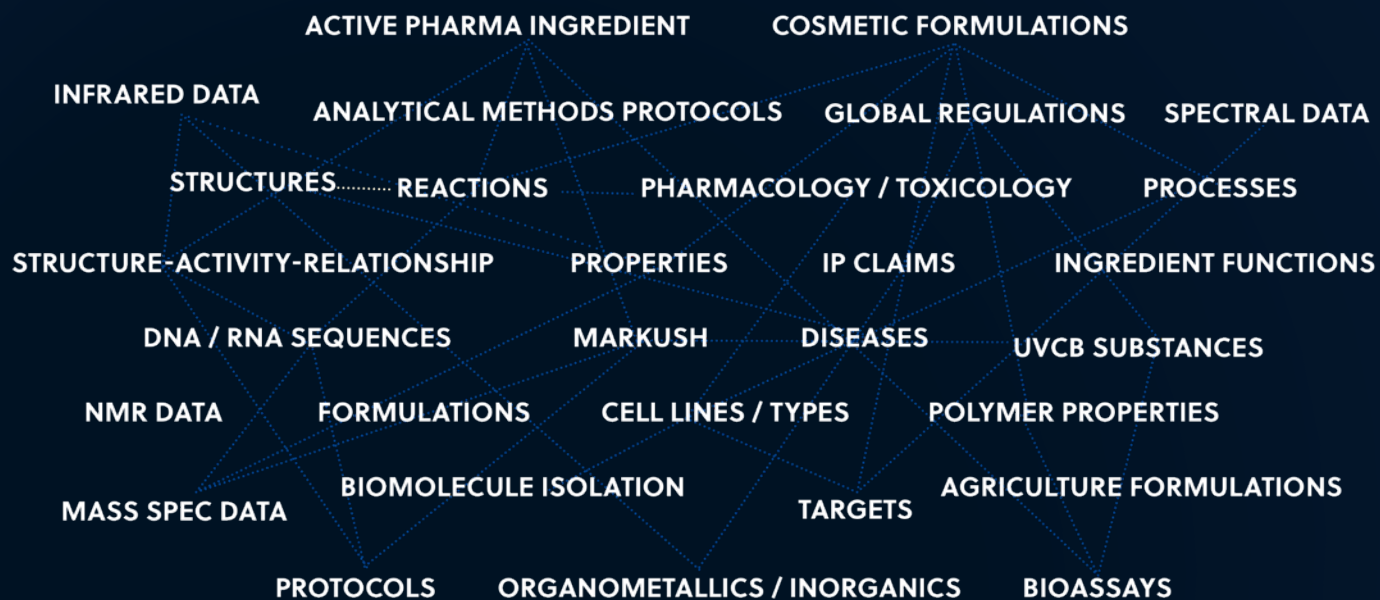 ACTIVE PHARMA INGREDIENT
COSMETIC FORMULATIONS
INFRARED DATA
ANALYTICAL METHODS PROTOCOLS
GLOBAL REGULATIONS
SPECTRAL DATA
STRUCTURES
REACTIONS
PHARMACOLOGY / TOXICOLOGY
PROCESSES
STRUCTURE-ACTIVITY-RELATIONSHIP
PROPERTIES
IP CLAIMS
INGREDIENT FUNCTIONS
DNA / RNA SEQUENCES
MARKUSH
DISEASES
UVCB SUBSTANCES
NMR DATA
FORMULATIONS
CELL LINES / TYPES
POLYMER PROPERTIES
MASS SPEC DATA
BIOMOLECULE ISOLATION
TARGETS
AGRICULTURE FORMULATIONS
PROTOCOLS
ORGANOMETALLICS / INORGANICS
BIOASSAYS